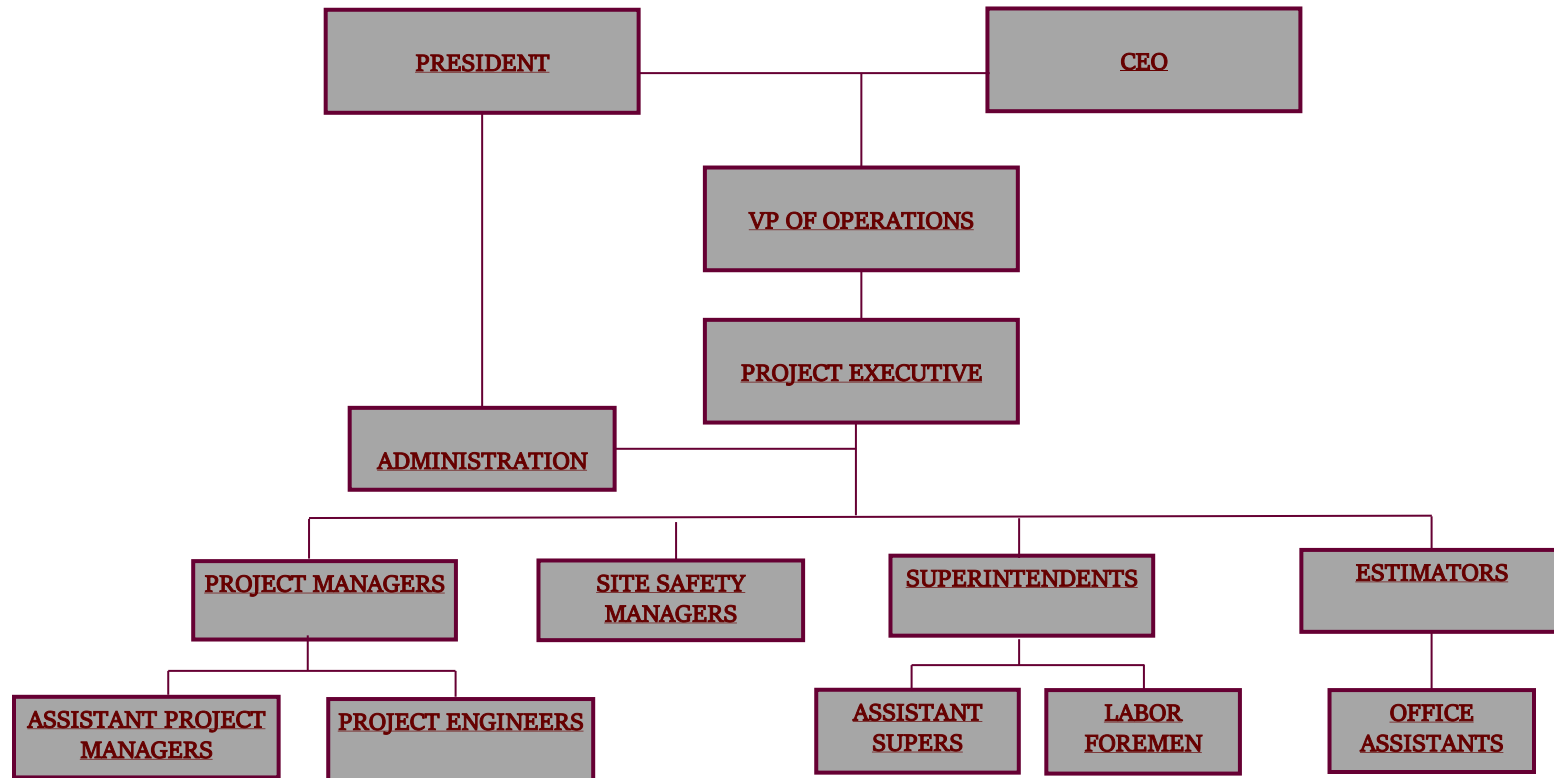 PRESIDENT
CEO
VP OF OPERATIONS
PROJECT EXECUTIVE
ADMINISTRATION
PROJECT MANAGERS
SITE SAFETY
MANAGERS
SUPERINTENDENTS
ESTIMATORS
ASSISTANT PROJECT
MANAGERS
PROJECT ENGINEERS
ASSISTANT
SUPERS
LABOR
FOREMEN
OFFICE
ASSISTANTS